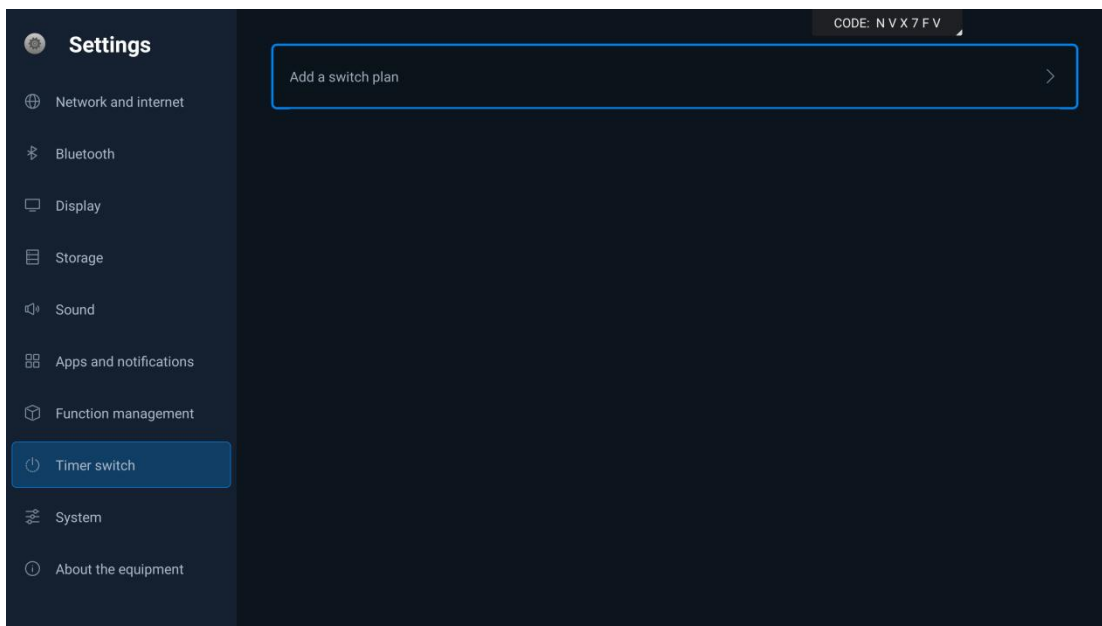 Settings
Network and internet
Bluetooth
Display
Storage
Sound
Apps and notifications
Function management
Timer switch
System
About the equipment
CODE: N V X 7 F V
Add a switch plan